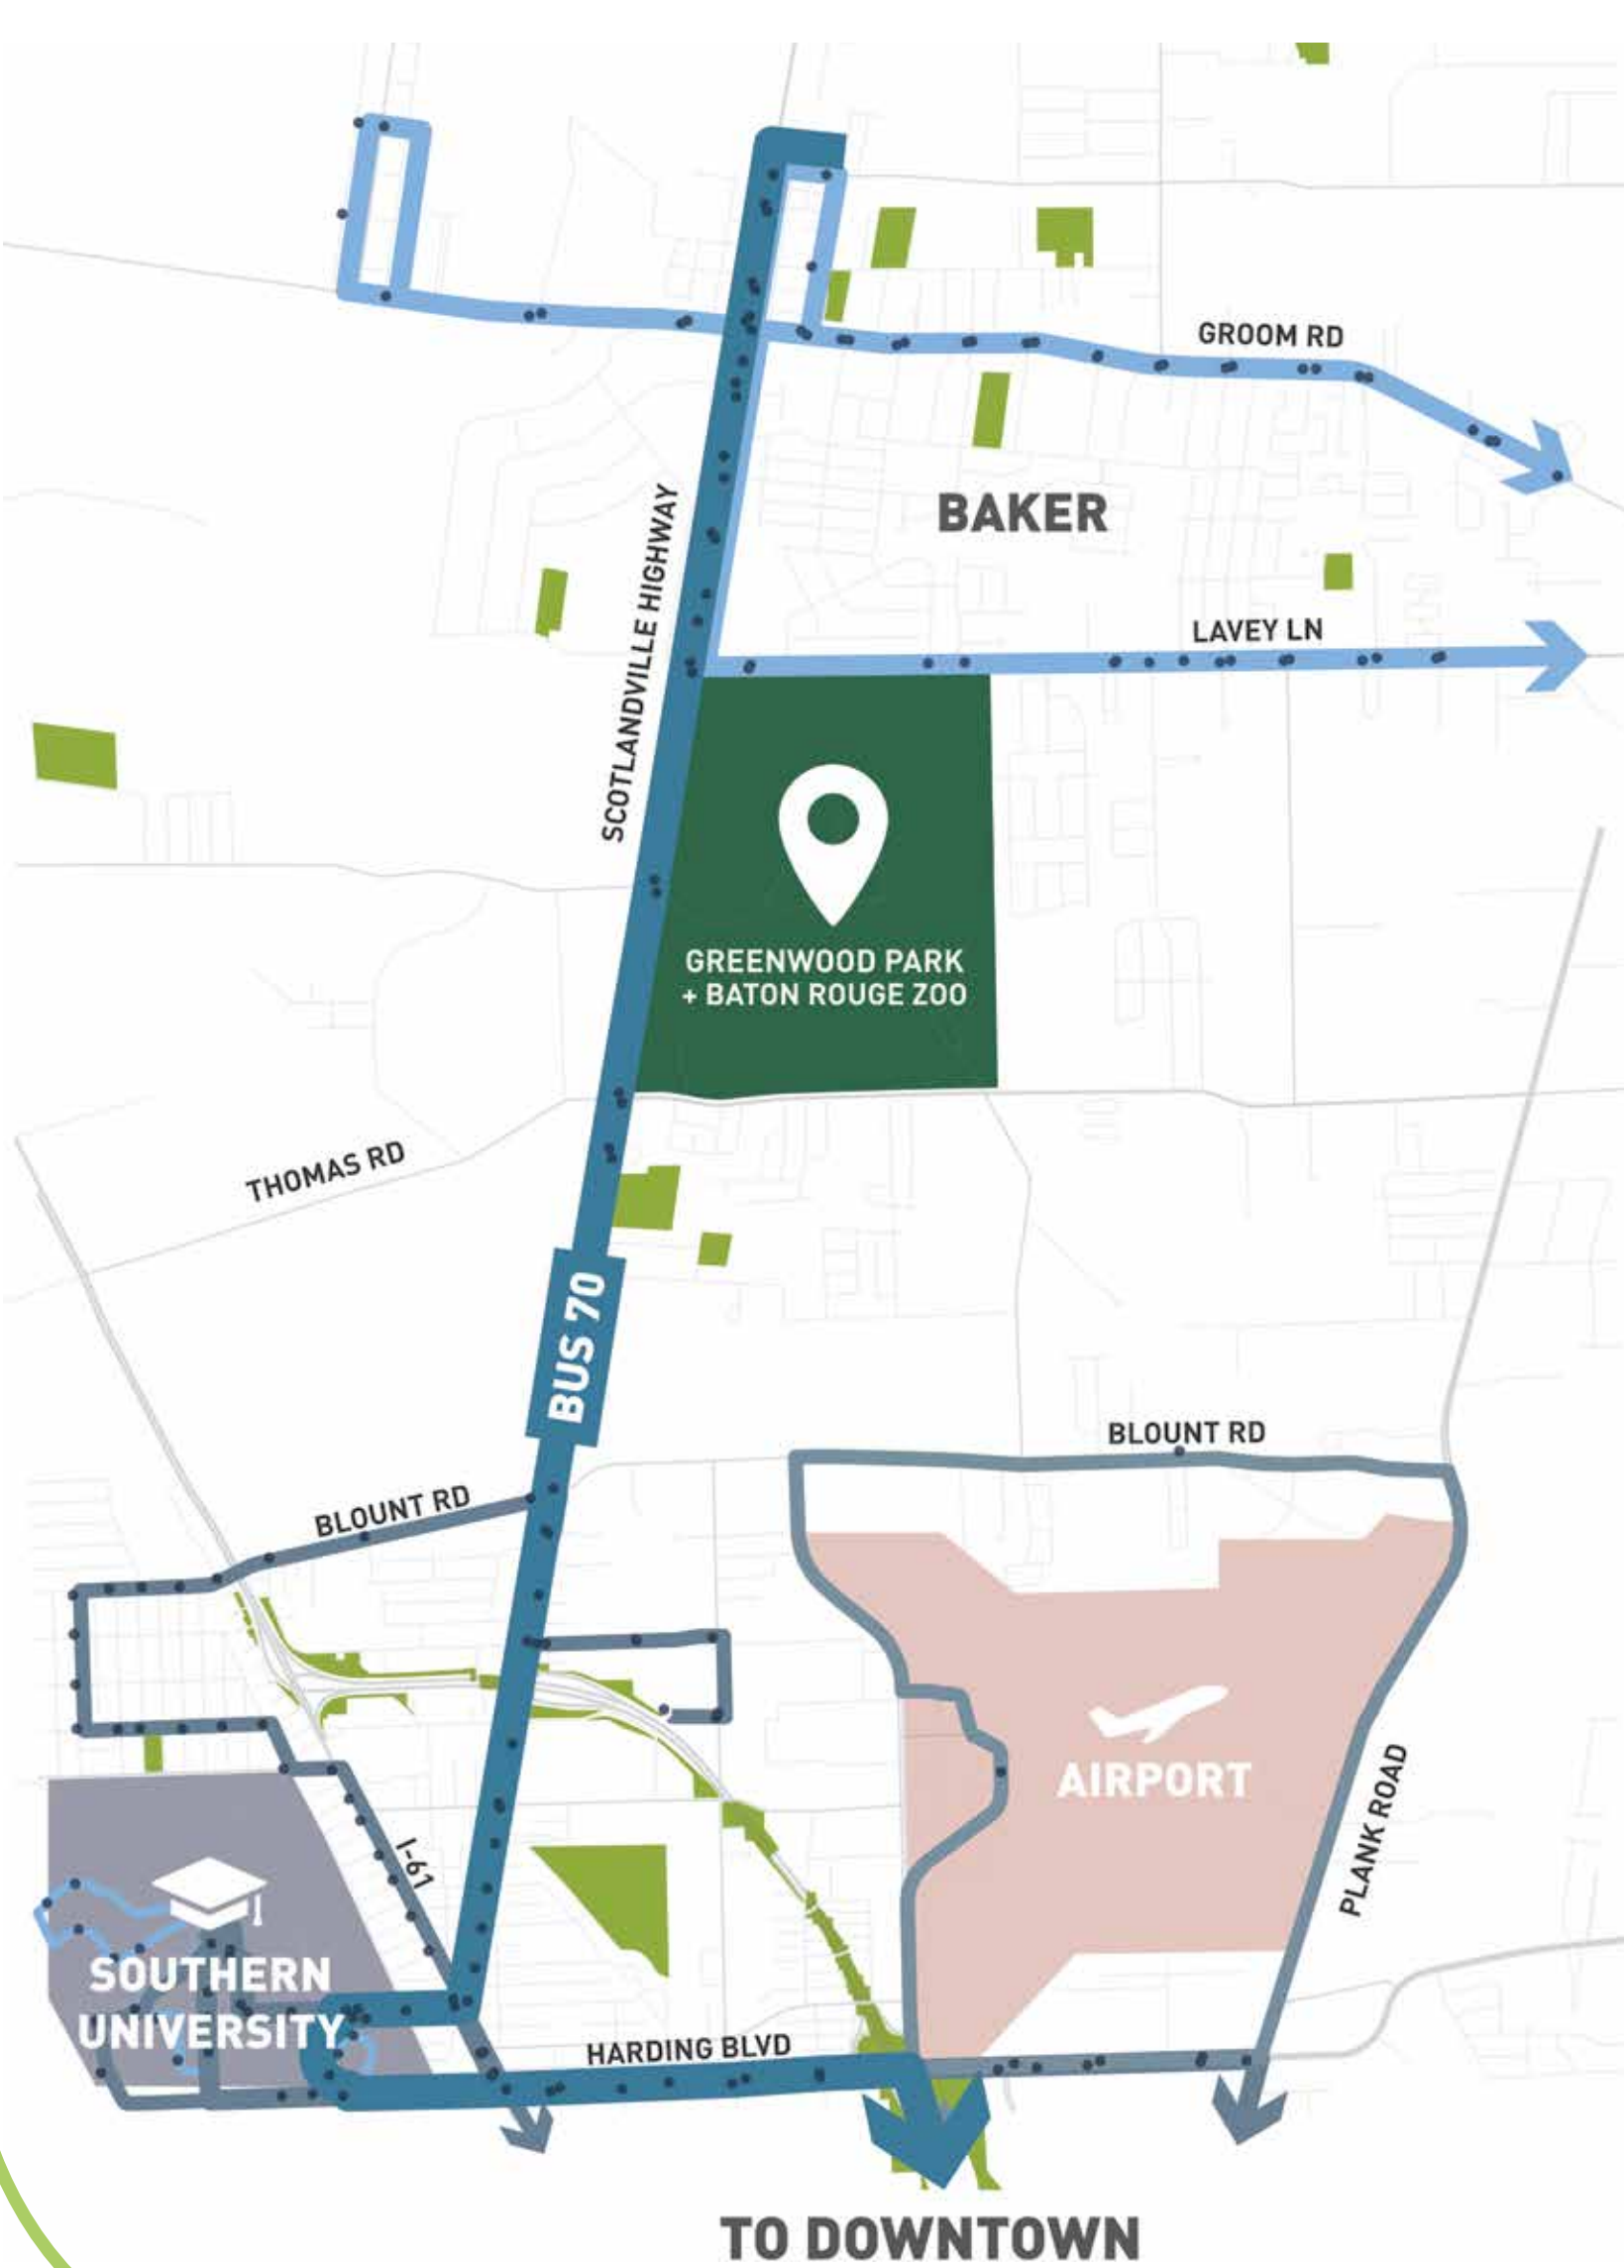 GROOM RD
BAKER
SCOTLANDVILLE HIGHWAY
LAVEY LN
GREENWOOD PARK
+ BATON ROUGE ZOO
THOMAS RD
BUS 70
BLOUNT RD
BLOUNT RD
AIRPORT
PLANK ROAD
I-61
SOUTHERN
UNIVERSITY
HARDING BLVD
TO DOWNTOWN